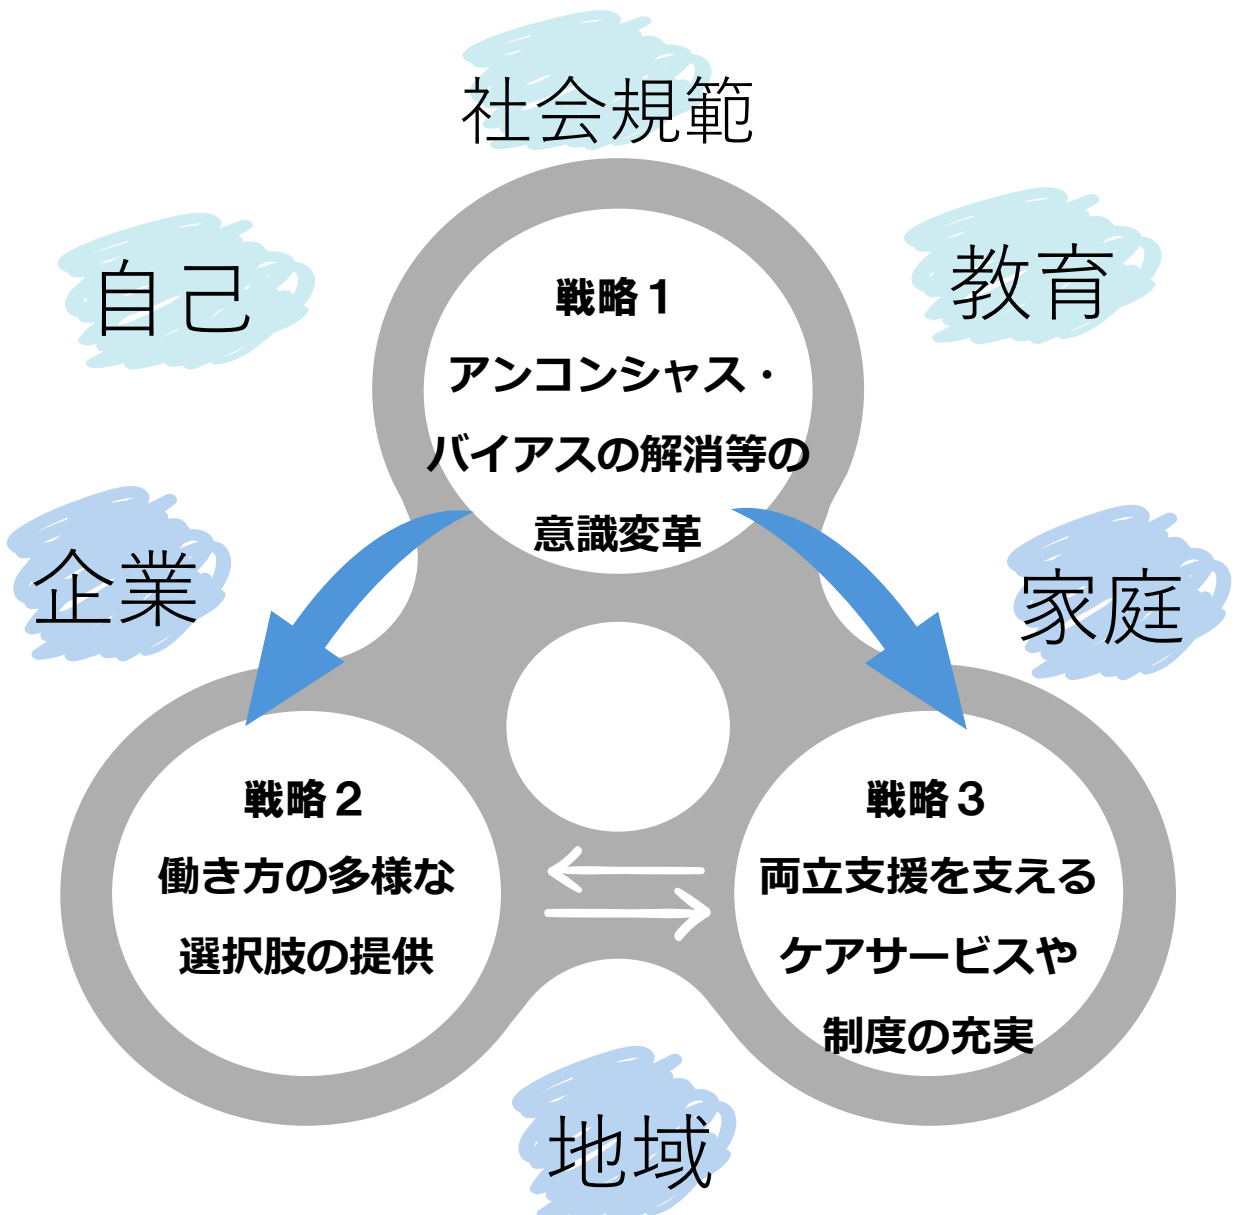 社会規範
自己
教育
戦略１
アンコンシャス・
バイアスの解消等の
意識変革
企業
家庭
戦略２
働き方の多様な
選択肢の提供
戦略３
両立支援を支える
ケアサービスや
制度の充実
地域